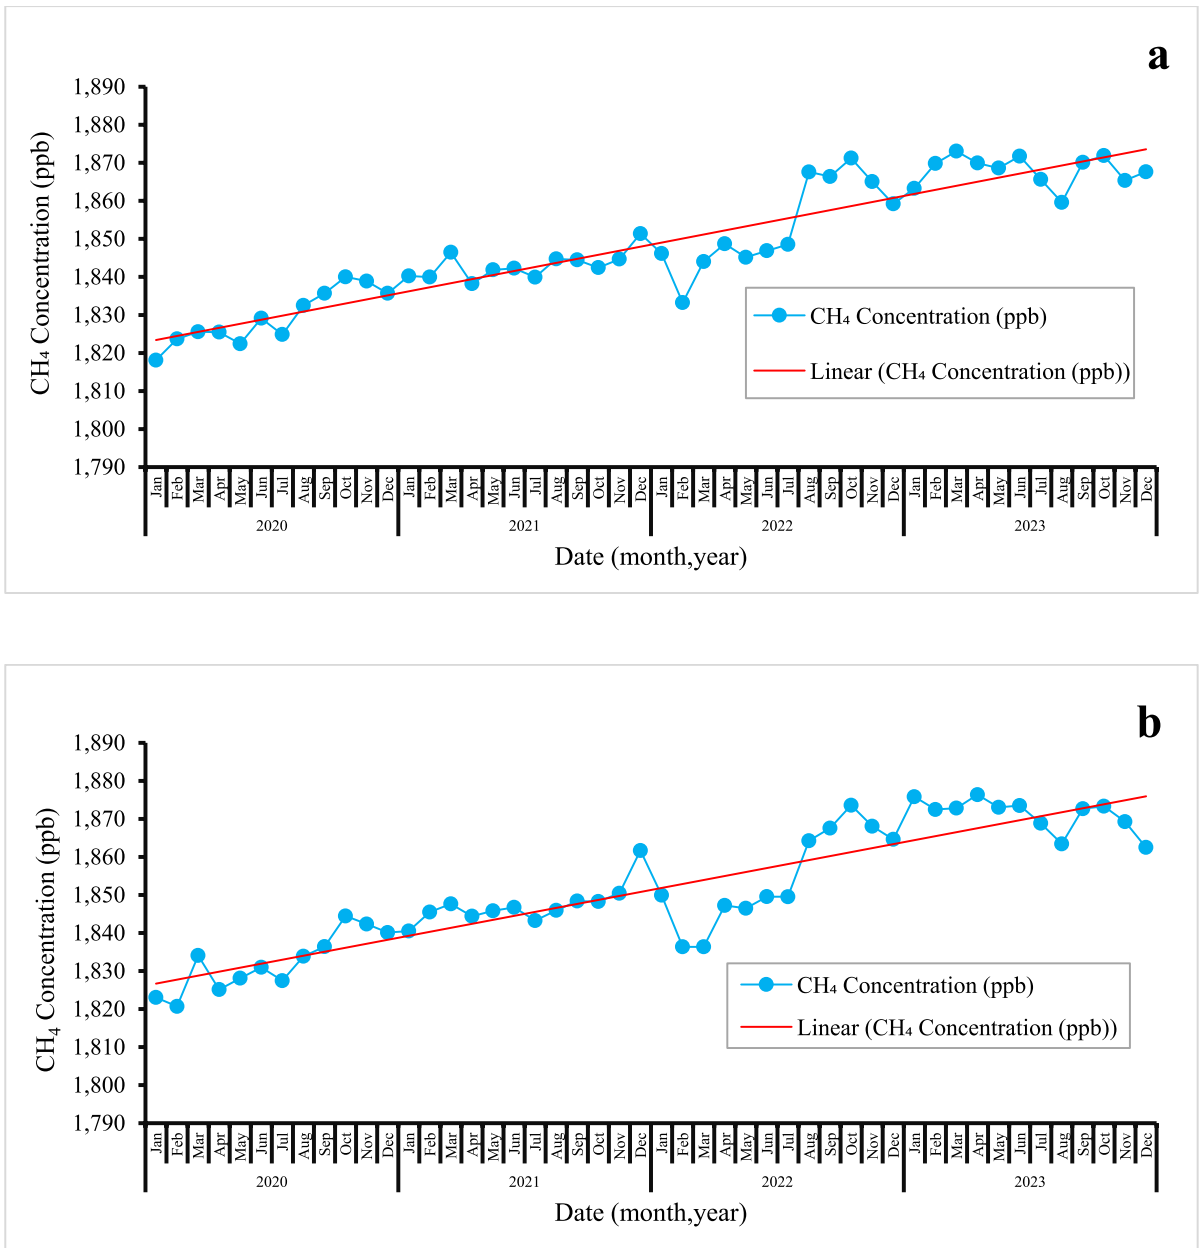 a
1,890
1,880
1,870
1,860
1,850
1,840
1,830
1,820
1,810
1,800
1,790
CH₄ Concentration (ppb)
CH₄ Concentration (ppb)
Linear (CH₄ Concentration (ppb))
Jan Feb Mar Apr May Jun Jul Aug Sep Oct Nov Dec Jan Feb Mar Apr May Jun Jul Aug Sep Oct Nov Dec Jan Feb Mar Apr May Jun Jul Aug Sep Oct Nov Dec Jan Feb Mar Apr May Jun Jul Aug Sep Oct Nov Dec
2020 2021 2022 2023
Date (month,year)
b
1,890
1,880
1,870
1,860
1,850
1,840
1,830
1,820
1,810
1,800
1,790
CH₄ Concentration (ppb)
CH₄ Concentration (ppb)
Linear (CH₄ Concentration (ppb))
Jan Feb Mar Apr May Jun Jul Aug Sep Oct Nov Dec Jan Feb Mar Apr May Jun Jul Aug Sep Oct Nov Dec Jan Feb Mar Apr May Jun Jul Aug Sep Oct Nov Dec Jan Feb Mar Apr May Jun Jul Aug Sep Oct Nov Dec
2020 2021 2022 2023
Date (month,year)